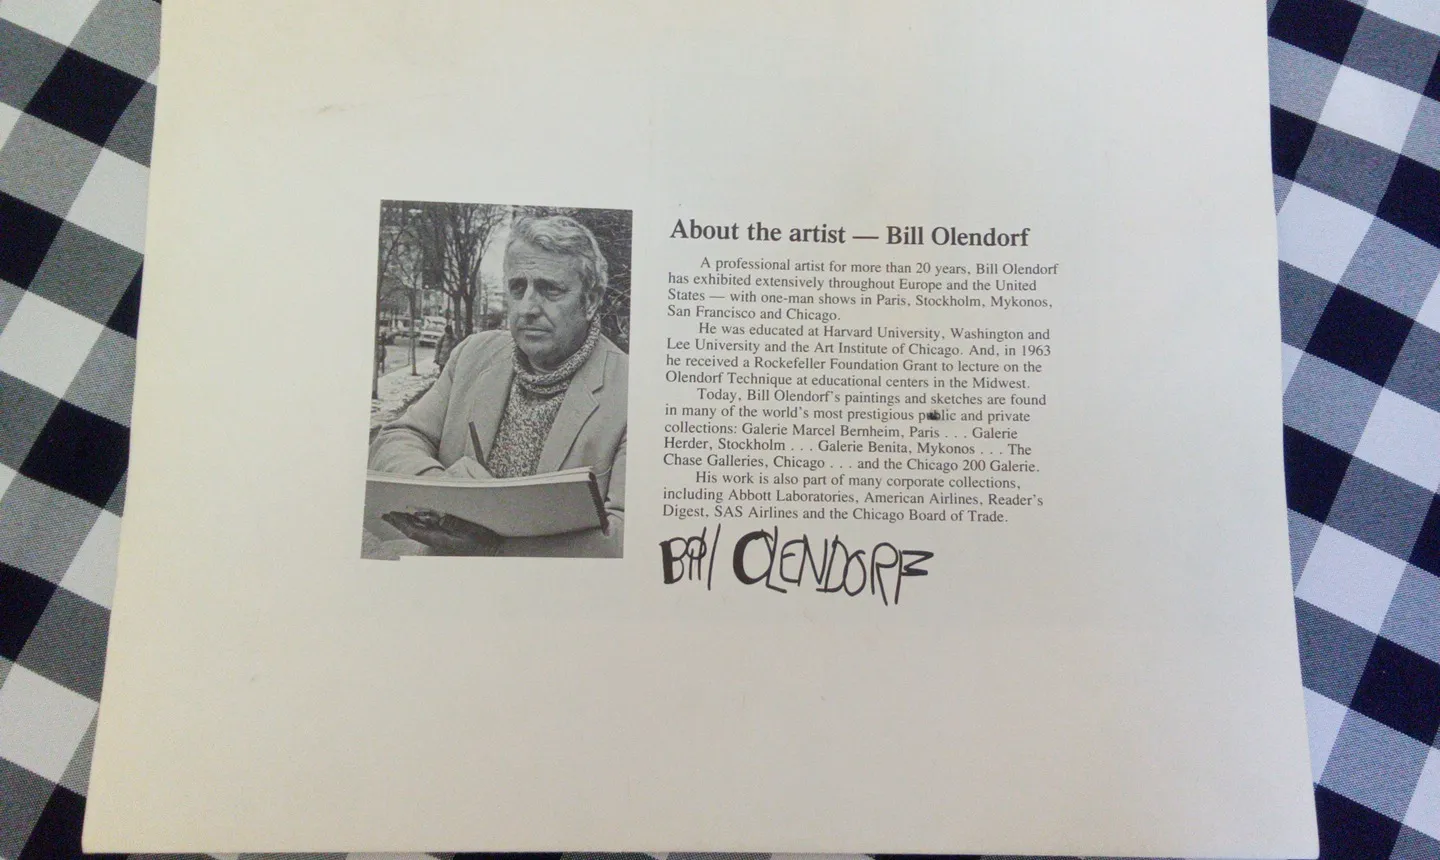 About the artist — Bill Olendorf
A professional artist for more than 20 years, Bill Olendorf
has exhibited extensively throughout Europe and the United
States — with one-man shows in Paris, Stockholm, Mykonos,
San Francisco and Chicago.
He was educated at Harvard University, Washington and
Lee University and the Art Institute of Chicago. And, in 1963
he received a Rockefeller Foundation Grant to lecture on the
Olendorf Technique at educational centers in the Midwest.
Today, Bill Olendorf's paintings and sketches are found
in many of the world's most prestigious public and private
collections: Galerie Marcel Bernheim, Paris . . . Galerie
Herder, Stockholm . . . Galerie Benita, Mykonos . . . The
Chase Galleries, Chicago . . . and the Chicago 200 Galerie.
His work is also part of many corporate collections,
including Abbott Laboratories, American Airlines, Reader's
Digest, SAS Airlines and the Chicago Board of Trade.
Bill OLENDORF